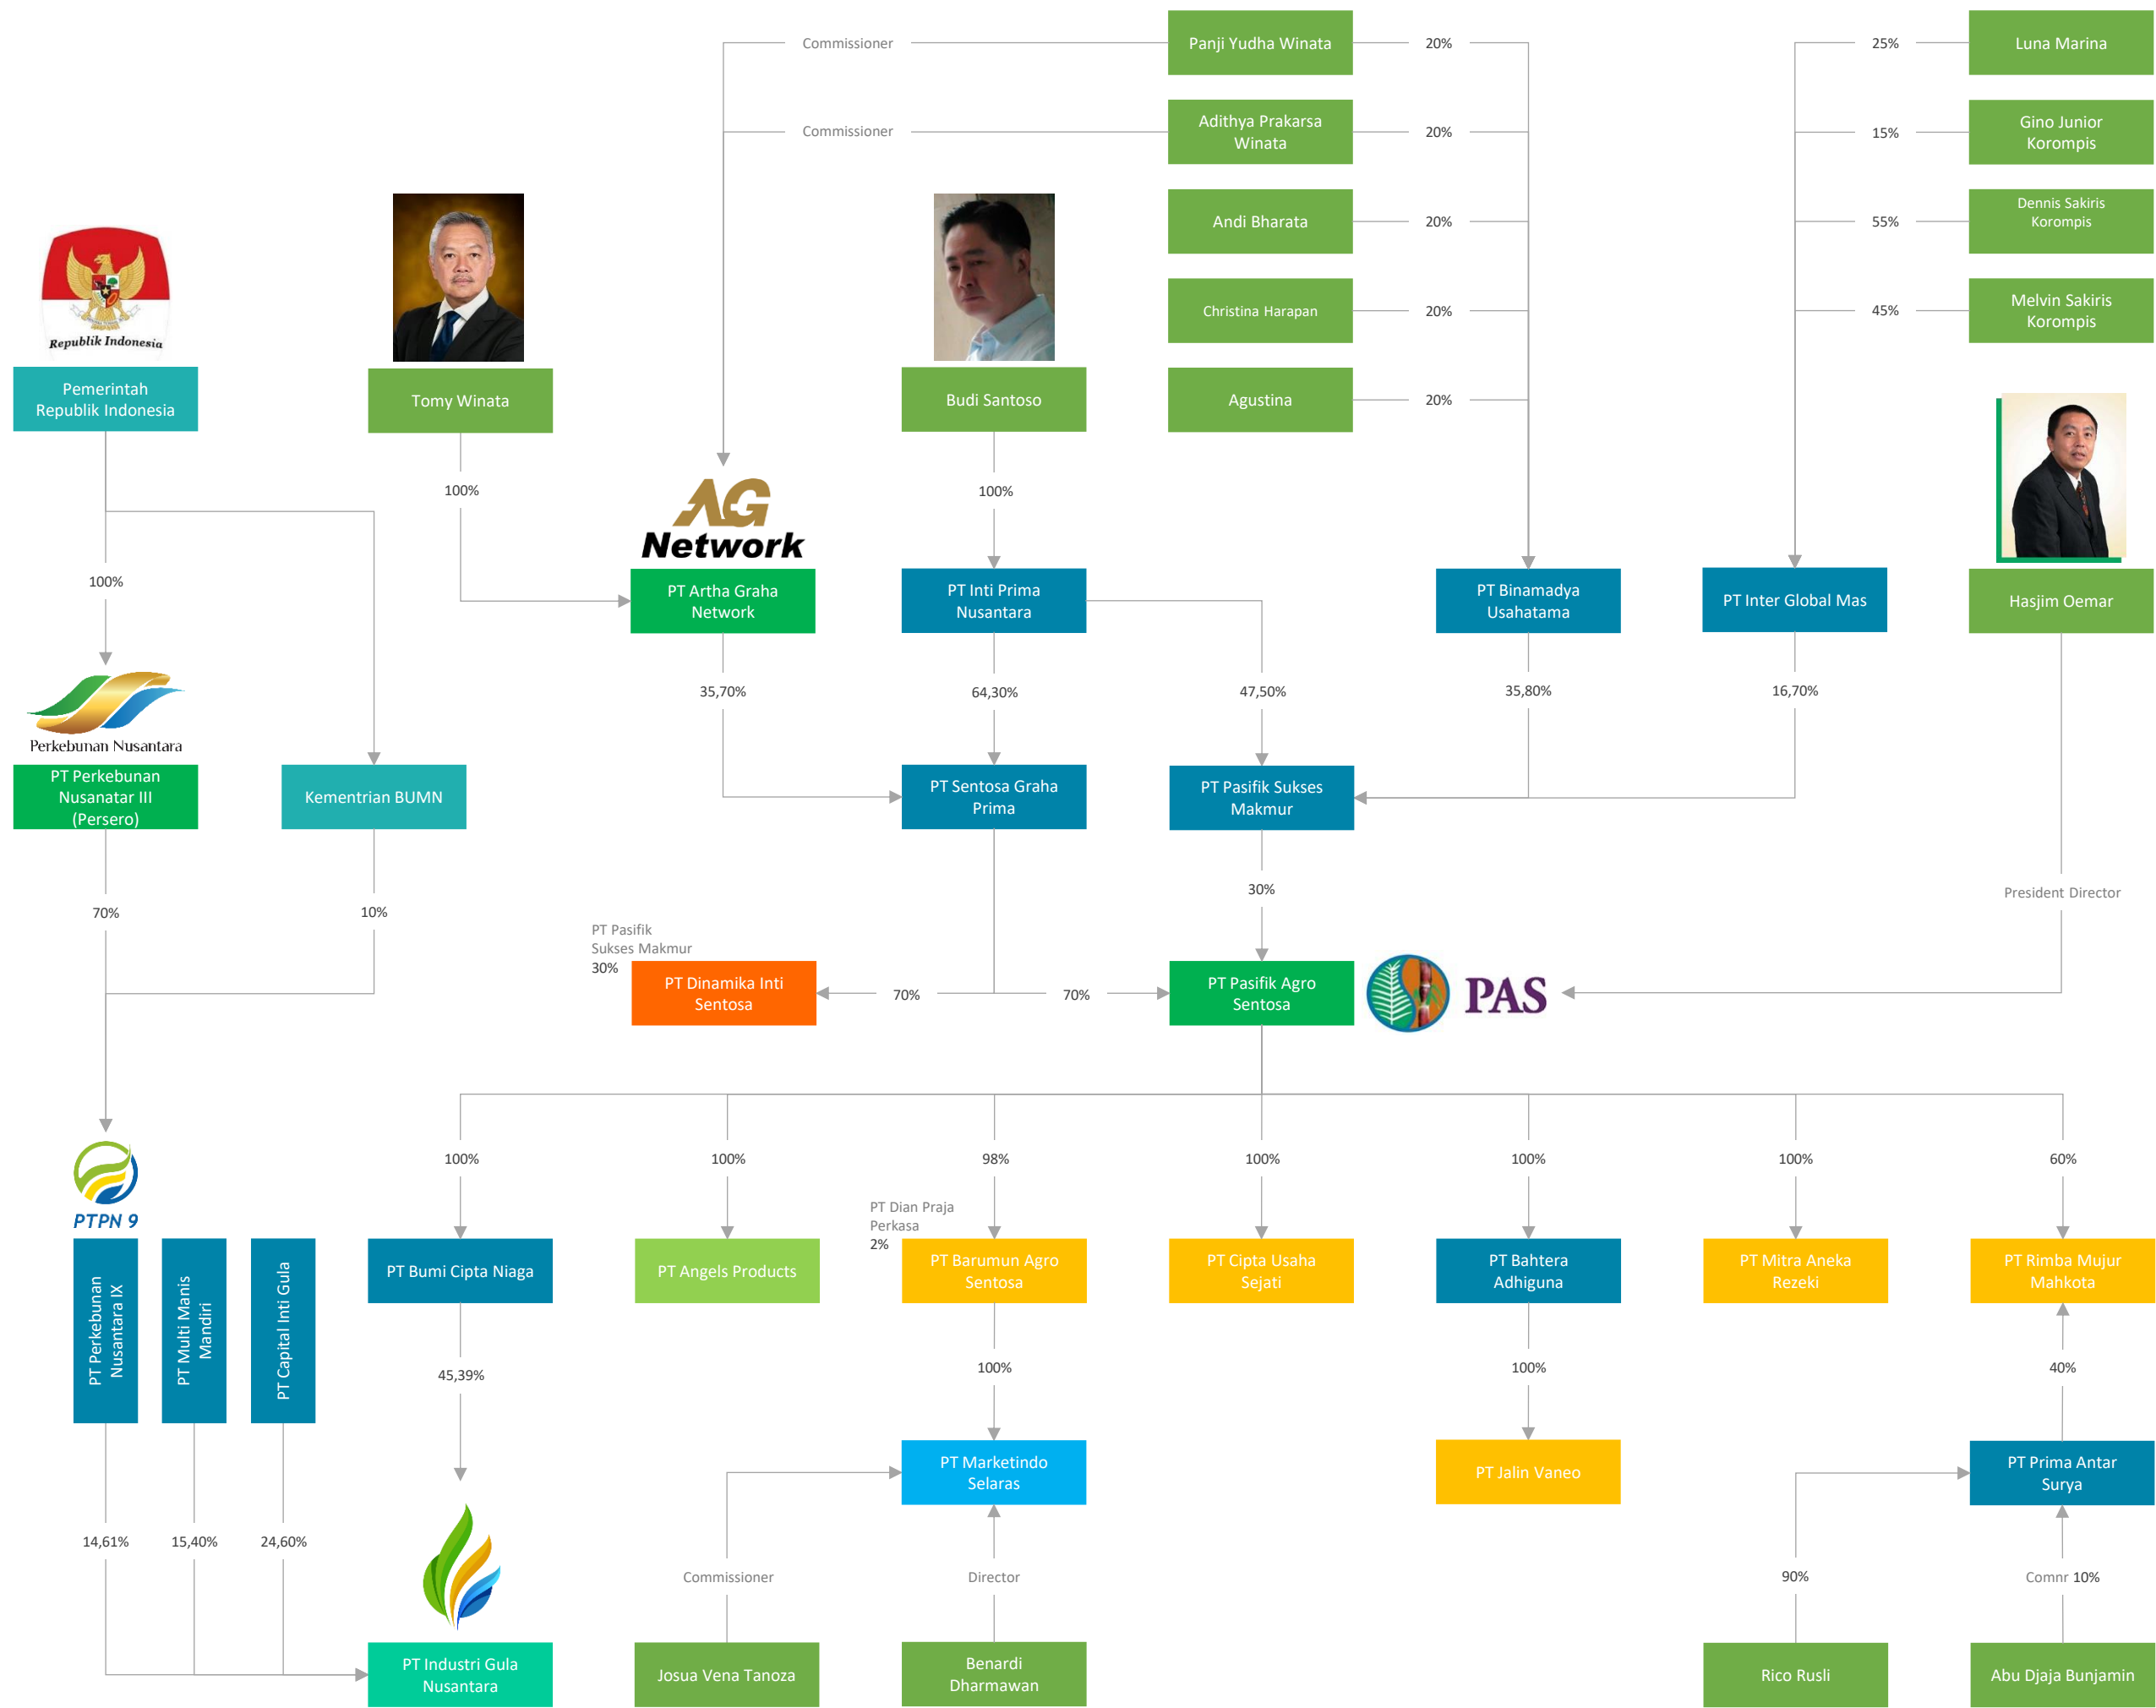 Commissioner
Panji Yudha Winata
20%
25%
Luna Marina
Commissioner
Adithya Prakarsa
Winata
20%
15%
Gino Junior
Korompis
Andi Bharata
20%
55%
Dennis Sakiris
Korompis
Christina Harapan
20%
45%
Melvin Sakiris
Korompis
Republik Indonesia
Pemerintah
Republik Indonesia
Tomy Winata
Budi Santoso
Agustina
20%
100%
AG
Network
100%
100%
PT Artha Graha
Network
PT Inti Prima
Nusantara
PT Binamadya
Usahatama
PT Inter Global Mas
Hasjim Oemar
35,70%
64,30%
47,50%
35,80%
16,70%
Perkebunan Nusantara
PT Perkebunan
Nusanatar III
(Persero)
Kementrian BUMN
PT Sentosa Graha
Prima
PT Pasifik Sukses
Makmur
30%
President Director
70%
10%
PT Pasifik
Sukses Makmur
30%
PT Dinamika Inti
Sentosa
70%
70%
PT Pasifik Agro
Sentosa
PAS
100%
100%
98%
100%
100%
100%
60%
PTPN 9
PT Dian Praja
Perkasa
2%
PT Perkebunan
Nusantara IX
PT Multi Manis
Mandiri
PT Capital Inti Gula
PT Bumi Cipta Niaga
PT Angels Products
PT Barumun Agro
Sentosa
PT Cipta Usaha
Sejati
PT Bahtera
Adhiguna
PT Mitra Aneka
Rezeki
PT Rimba Mujur
Mahkota
45,39%
100%
100%
40%
PT Marketindo
Selaras
PT Jalin Vaneo
PT Prima Antar
Surya
14,61%
15,40%
24,60%
Commissioner
Director
90%
Comnr 10%
PT Industri Gula
Nusantara
Josua Vena Tanoza
Benardi
Dharmawan
Rico Rusli
Abu Djaja Bunjamin